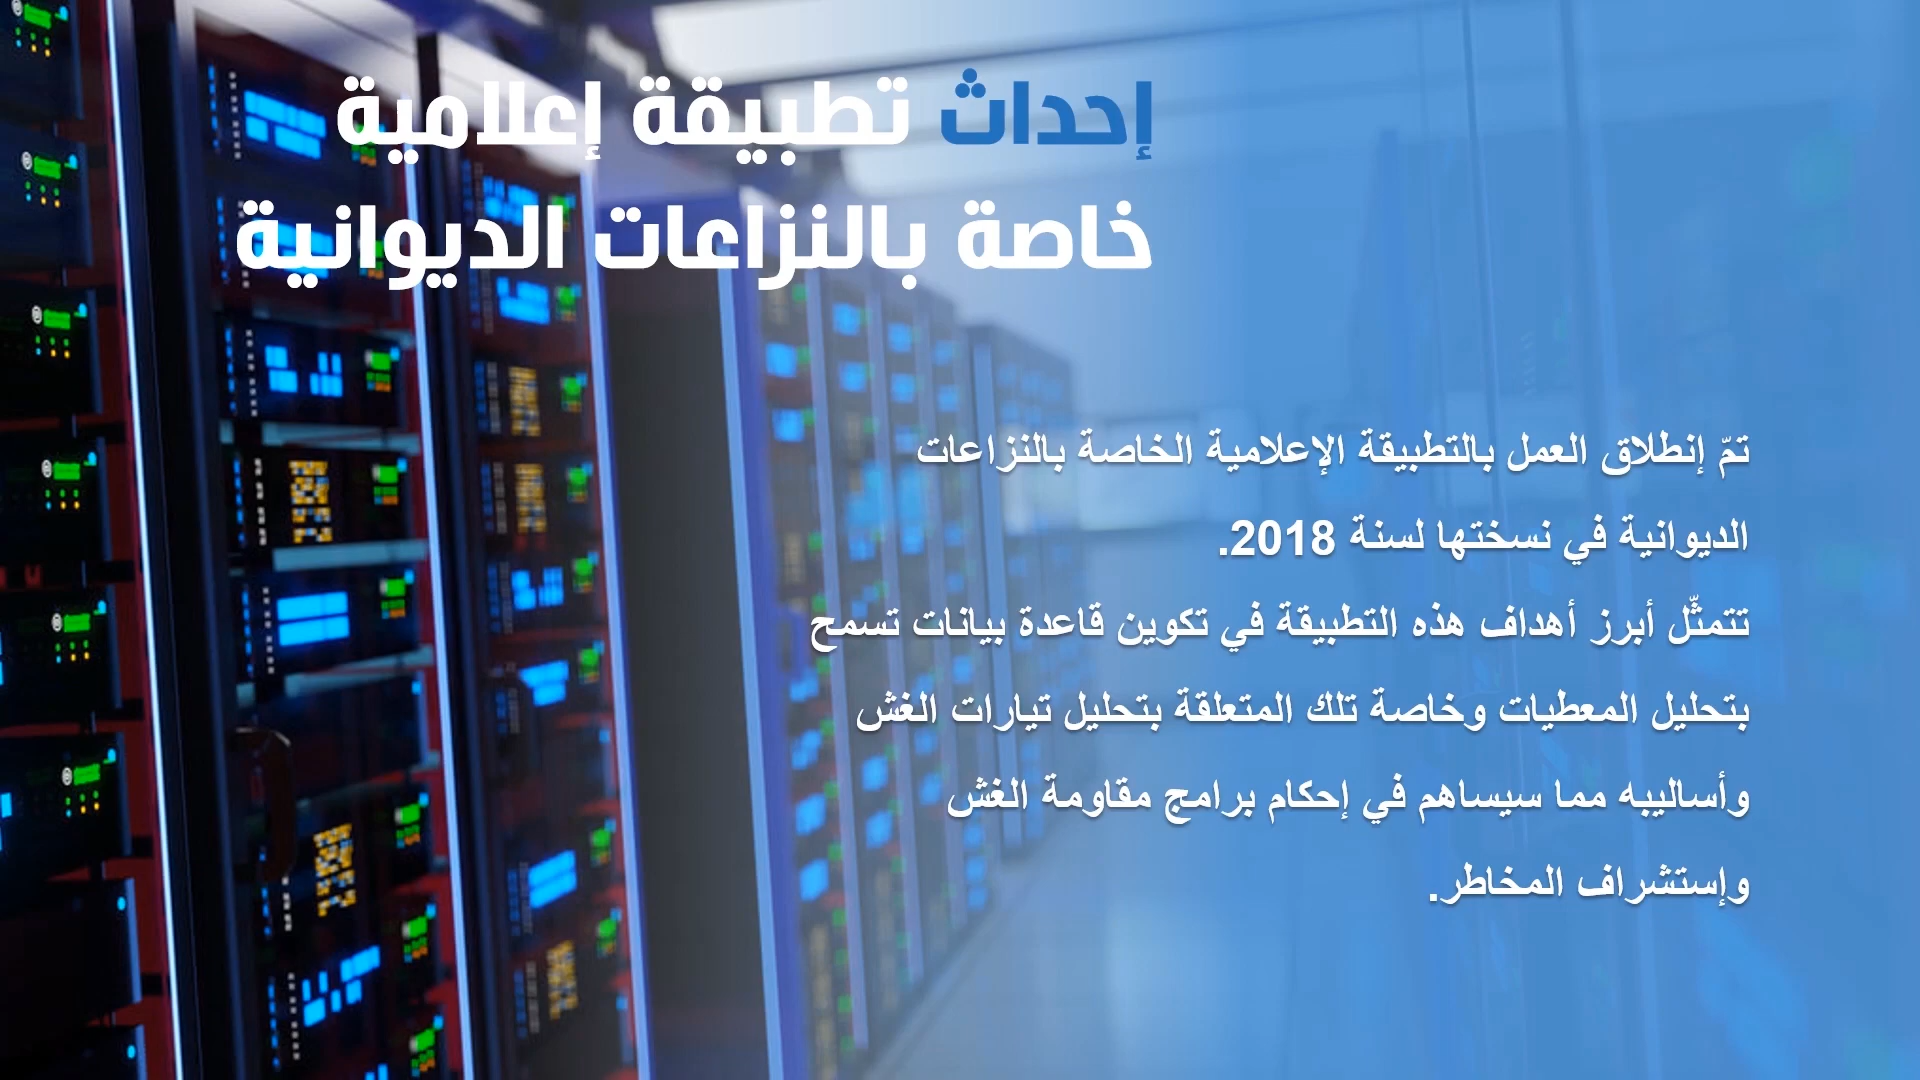 إحداث تطبيقة إعلامية
خاصة بالنزاعات الديوانية
تمّ إنطلاق العمل بالتطبيقة الإعلامية الخاصة بالنزاعات
الديوانية في نسختها لسنة 2018.
تتمثّل أبرز أهداف هذه التطبيقة في تكوين قاعدة بيانات تسمح
بتحليل المعطيات وخاصة تلك المتعلقة بتحليل تيارات الغش
وأساليبه مما سيساهم في إحكام برامج مقاومة الغش
وإستشراف المخاطر.